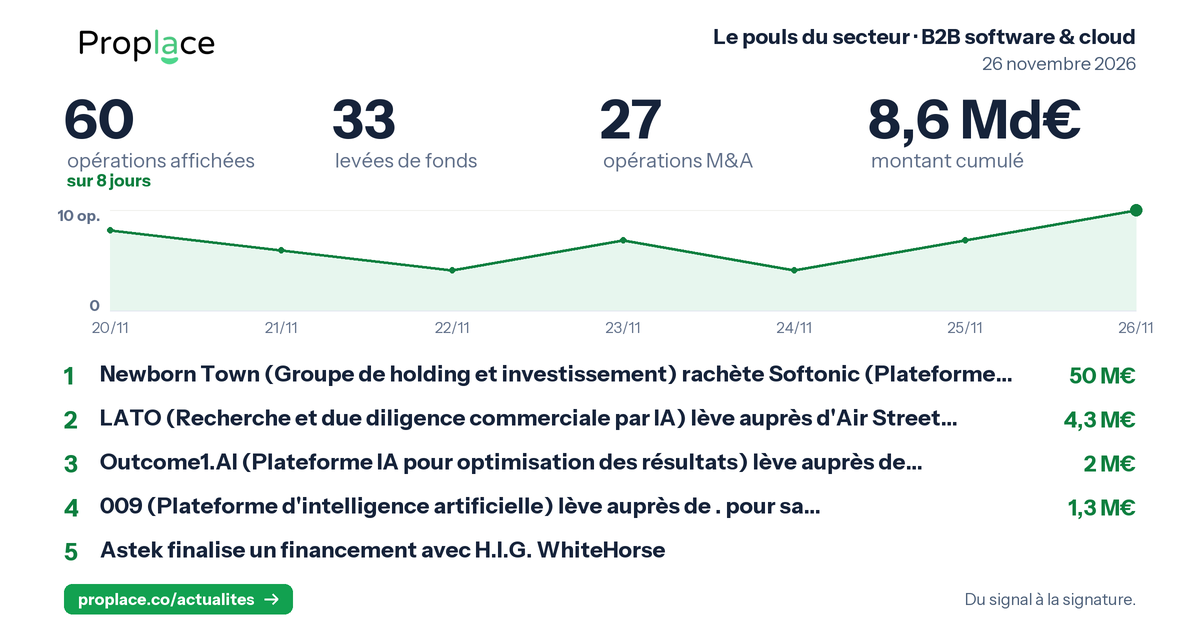 Proplace
Le pouls du secteur · B2B software & cloud
26 novembre 2026
60
opérations affichées
sur 8 jours
33
levées de fonds
27
opérations M&A
8,6 Md€
montant cumulé
10 op.
0
20/11 21/11 22/11 23/11 24/11 25/11 26/11
1 Newborn Town (Groupe de holding et investissement) rachète Softonic (Plateforme... 50 M€
2 LATO (Recherche et due diligence commerciale par IA) lève auprès d'Air Street... 4,3 M€
3 Outcome1.AI (Plateforme IA pour optimisation des résultats) lève auprès de... 2 M€
4 009 (Plateforme d'intelligence artificielle) lève auprès de . pour sa... 1,3 M€
5 Astek finalise un financement avec H.I.G. WhiteHorse
proplace.co/actualites →
Du signal à la signature.